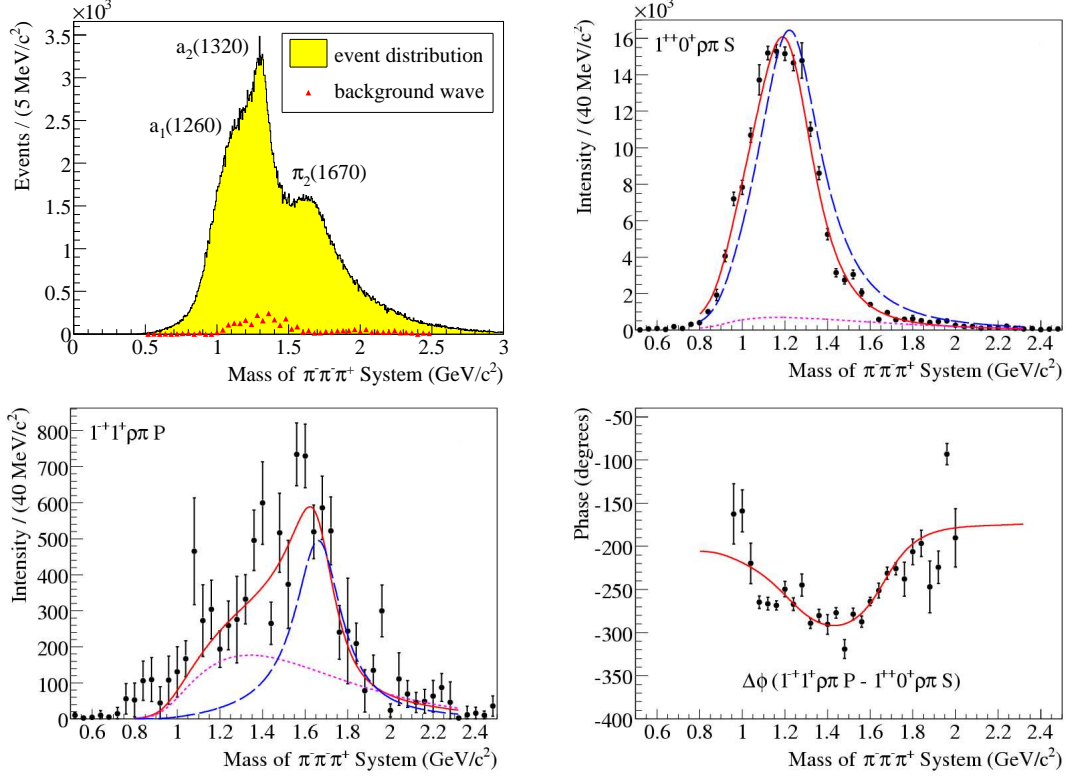 ×10³
Events / (5 MeV/c²)
3.5
3
2.5
2
1.5
1
0.5
0
a₂(1320)
a₁(1260)
π₂(1670)
event distribution
background wave
0 0.5 1 1.5 2 2.5 3
Mass of π⁻π⁻π⁺ System (GeV/c²)
×10³
Intensity / (40 MeV/c²)
16
14
12
10
8
6
4
2
0
1⁺⁺0⁺ρπ S
0.6 0.8 1 1.2 1.4 1.6 1.8 2 2.2 2.4
Mass of π⁻π⁻π⁺ System (GeV/c²)
Intensity / (40 MeV/c²)
800
700
600
500
400
300
200
100
0
1⁻⁺1⁺ρπ P
0.6 0.8 1.0 1.2 1.4 1.6 1.8 2.0 2.2 2.4
Mass of π⁻π⁻π⁺ System (GeV/c²)
Phase (degrees)
-50
-100
-150
-200
-250
-300
-350
-400
Δϕ (1⁻⁺1⁺ρπ P - 1⁺⁺0⁺ρπ S)
0.6 0.8 1 1.2 1.4 1.6 1.8 2 2.2 2.4
Mass of π⁻π⁻π⁺ System (GeV/c²)